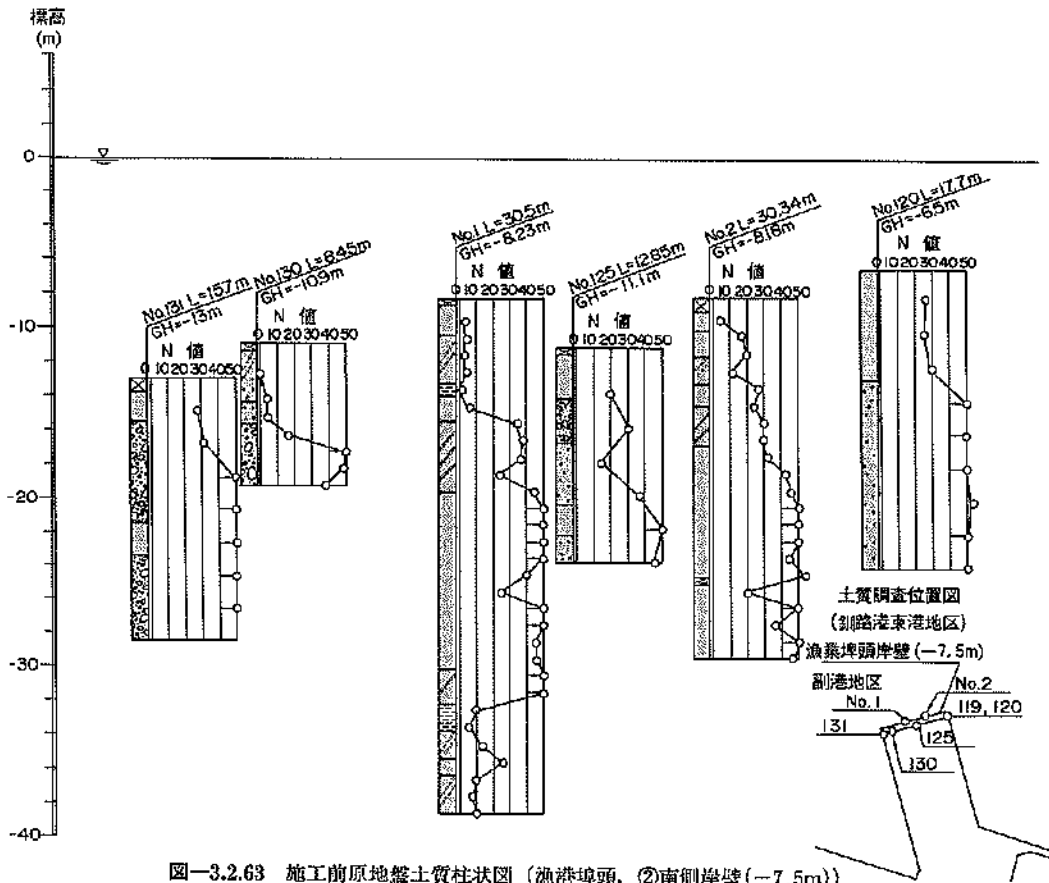 標高
(m)
0
-10
-20
-30
-40
No.131 L=15.7m
GH=-13m
N 値
0 10 20 30 40 50
No.130 L=8.45m
GH=-10.9m
N 値
0 10 20 30 40 50
No.1 L=30.5m
GH=-8.23m
N 値
0 10 20 30 40 50
No.125 L=12.85m
GH=-11.1m
N 値
0 10 20 30 40 50
No.2 L=30.34m
GH=-8.18m
N 値
0 10 20 30 40 50
No.120 L=17.7m
GH=-6.5m
N 値
0 10 20 30 40 50
土質調査位置図
(釧路港東港地区)
漁業埠頭岸壁(-7.5m)
副港地区
No.1
No.2
119, 120
131
125
130
図-3.2.63 施工前原地盤土質柱状図 (漁港埠頭, ②南側岸壁(-7.5m))